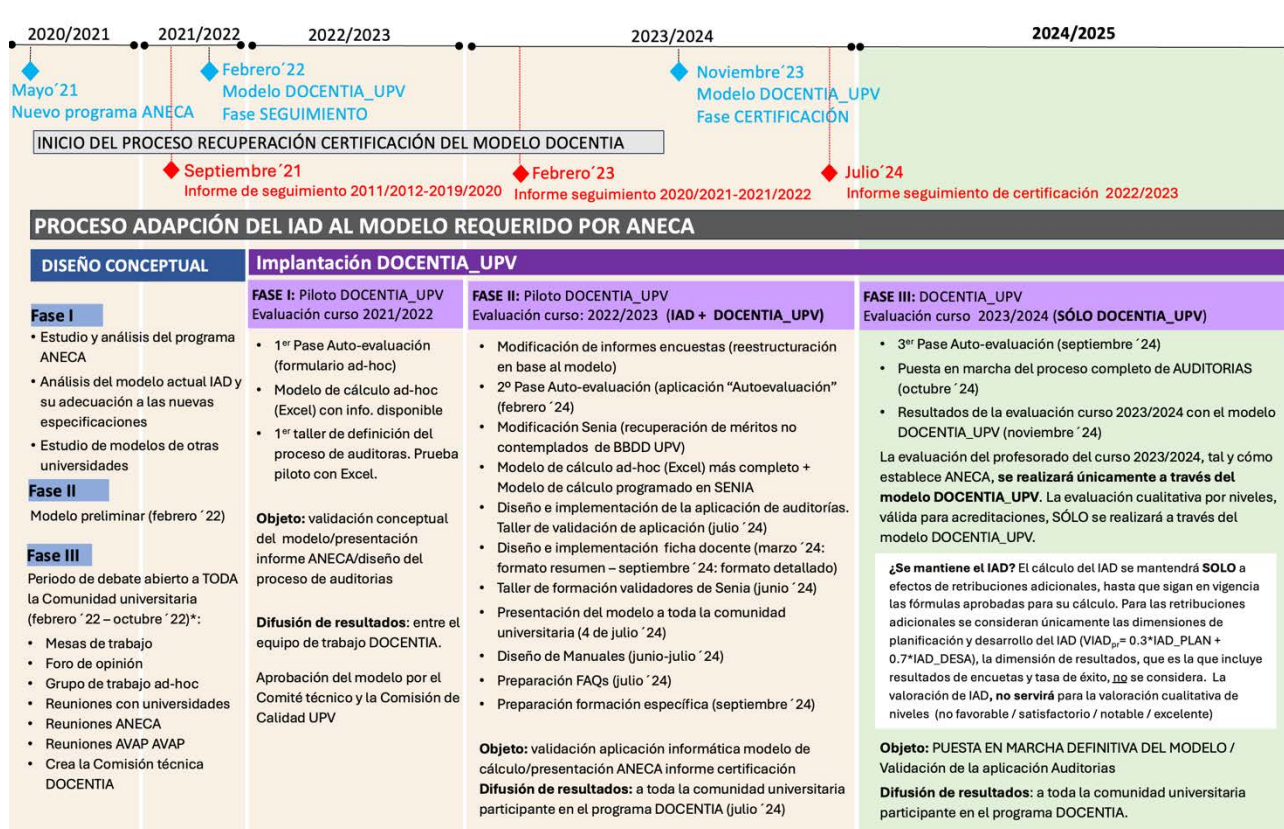 2020/2021
2021/2022
2022/2023
2023/2024
2024/2025
Mayo´21
Nuevo programa ANECA
Febrero´22
Modelo DOCENTIA_UPV
Fase SEGUIMIENTO
Noviembre´23
Modelo DOCENTIA_UPV
Fase CERTIFICACIÓN
INICIO DEL PROCESO RECUPERACIÓN CERTIFICACIÓN DEL MODELO DOCENTIA
Septiembre´21
Informe de seguimiento 2011/2012-2019/2020
Febrero´23
Informe seguimiento 2020/2021-2021/2022
Julio´24
Informe seguimiento de certificación 2022/2023
PROCESO ADAPCIÓN DEL IAD AL MODELO REQUERIDO POR ANECA
DISEÑO CONCEPTUAL
Fase I
• Estudio y análisis del programa
ANECA
• Análisis del modelo actual IAD y
su adecuación a las nuevas
especificaciones
• Estudio de modelos de otras
universidades
Fase II
Modelo preliminar (febrero ´22)
Fase III
Periodo de debate abierto a TODA
la Comunidad universitaria
(febrero ´22 – octubre ´22)*:
• Mesas de trabajo
• Foro de opinión
• Grupo de trabajo ad-hoc
• Reuniones con universidades
• Reuniones ANECA
• Reuniones AVAP AVAP
• Crea la Comisión técnica
DOCENTIA
Implantación DOCENTIA_UPV
FASE I: Piloto DOCENTIA_UPV
Evaluación curso 2021/2022
• 1er Pase Auto-evaluación
(formulario ad-hoc)
• Modelo de cálculo ad-hoc
(Excel) con info. disponible
• 1er taller de definición del
proceso de auditoras. Prueba
piloto con Excel.
Objeto: validación conceptual
del modelo/presentación
informe ANECA/diseño del
proceso de auditorias
Difusión de resultados: entre el
equipo de trabajo DOCENTIA.
Aprobación del modelo por el
Comité técnico y la Comisión de
Calidad UPV
FASE II: Piloto DOCENTIA_UPV
Evaluación curso: 2022/2023 (IAD + DOCENTIA_UPV)
• Modificación de informes encuestas (reestructuración
en base al modelo)
• 2º Pase Auto-evaluación (aplicación “Autoevaluación”
(febrero ´24)
• Modificación Senia (recuperación de méritos no
contemplados de BBDD UPV)
• Modelo de cálculo ad-hoc (Excel) más completo +
Modelo de cálculo programado en SENIA
• Diseño e implementación de la aplicación de auditorías.
Taller de validación de aplicación (julio ´24)
• Diseño e implementación ficha docente (marzo ´24:
formato resumen – septiembre ´24: formato detallado)
• Taller de formación validadores de Senia (junio ´24)
• Presentación del modelo a toda la comunidad
universitaria (4 de julio ´24)
• Diseño de Manuales (junio-julio ´24)
• Preparación FAQs (julio ´24)
• Preparación formación específica (septiembre ´24)
Objeto: validación aplicación informática modelo de
cálculo/presentación ANECA informe certificación
Difusión de resultados: a toda la comunidad universitaria
participante en el programa DOCENTIA (julio ´24)
FASE III: DOCENTIA_UPV
Evaluación curso 2023/2024 (SÓLO DOCENTIA_UPV)
• 3er Pase Auto-evaluación (septiembre ´24)
• Puesta en marcha del proceso completo de AUDITORIAS
(octubre ´24)
• Resultados de la evaluación curso 2023/2024 con el modelo
DOCENTIA_UPV (noviembre ´24)
La evaluación del profesorado del curso 2023/2024, tal y cómo
establece ANECA, se realizará únicamente a través del
modelo DOCENTIA_UPV. La evaluación cualitativa por niveles,
válida para acreditaciones, SÓLO se realizará a través del
modelo DOCENTIA_UPV.
¿Se mantiene el IAD? El cálculo del IAD se mantendrá SOLO a
efectos de retribuciones adicionales, hasta que sigan en vigencia
las fórmulas aprobadas para su cálculo. Para las retribuciones
adicionales se consideran únicamente las dimensiones de
planificación y desarrollo del IAD (VIADpr= 0.3*IAD_PLAN +
0.7*IAD_DESA), la dimensión de resultados, que es la que incluye
resultados de encuetas y tasa de éxito, no se considera. La
valoración de IAD, no servirá para la valoración cualitativa de
niveles (no favorable / satisfactorio / notable / excelente)
Objeto: PUESTA EN MARCHA DEFINITIVA DEL MODELO /
Validación de la aplicación Auditorias
Difusión de resultados: a toda la comunidad universitaria
participante en el programa DOCENTIA.